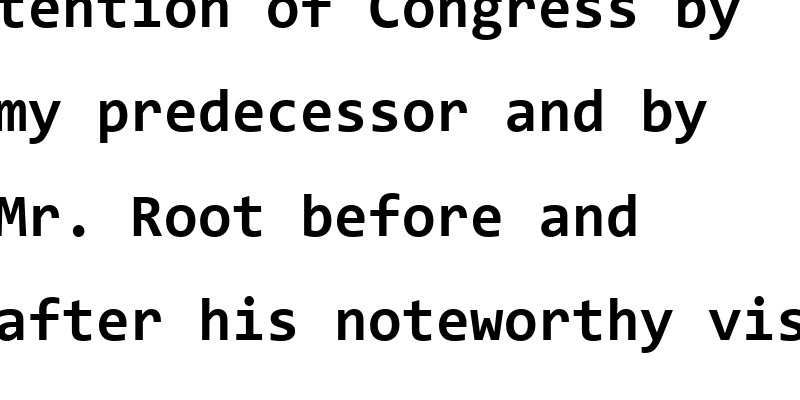 tention of Congress by
my predecessor and by
Mr. Root before and
after his noteworthy vis